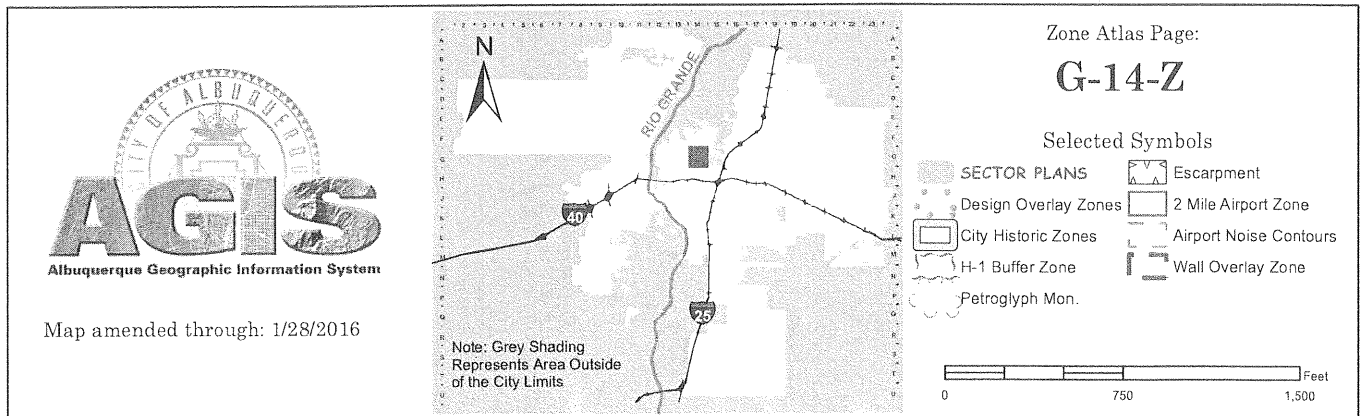 CITY OF ALBUQUERQUE
AGIS
Albuquerque Geographic Information System
Map amended through: 1/28/2016
N
RIO GRANDE
40
25
Note: Grey Shading
Represents Area Outside
of the City Limits
Zone Atlas Page:
G-14-Z
Selected Symbols
SECTOR PLANS
Escarpment
Design Overlay Zones
2 Mile Airport Zone
City Historic Zones
Airport Noise Contours
H-1 Buffer Zone
Wall Overlay Zone
Petroglyph Mon.
Feet
0 750 1,500